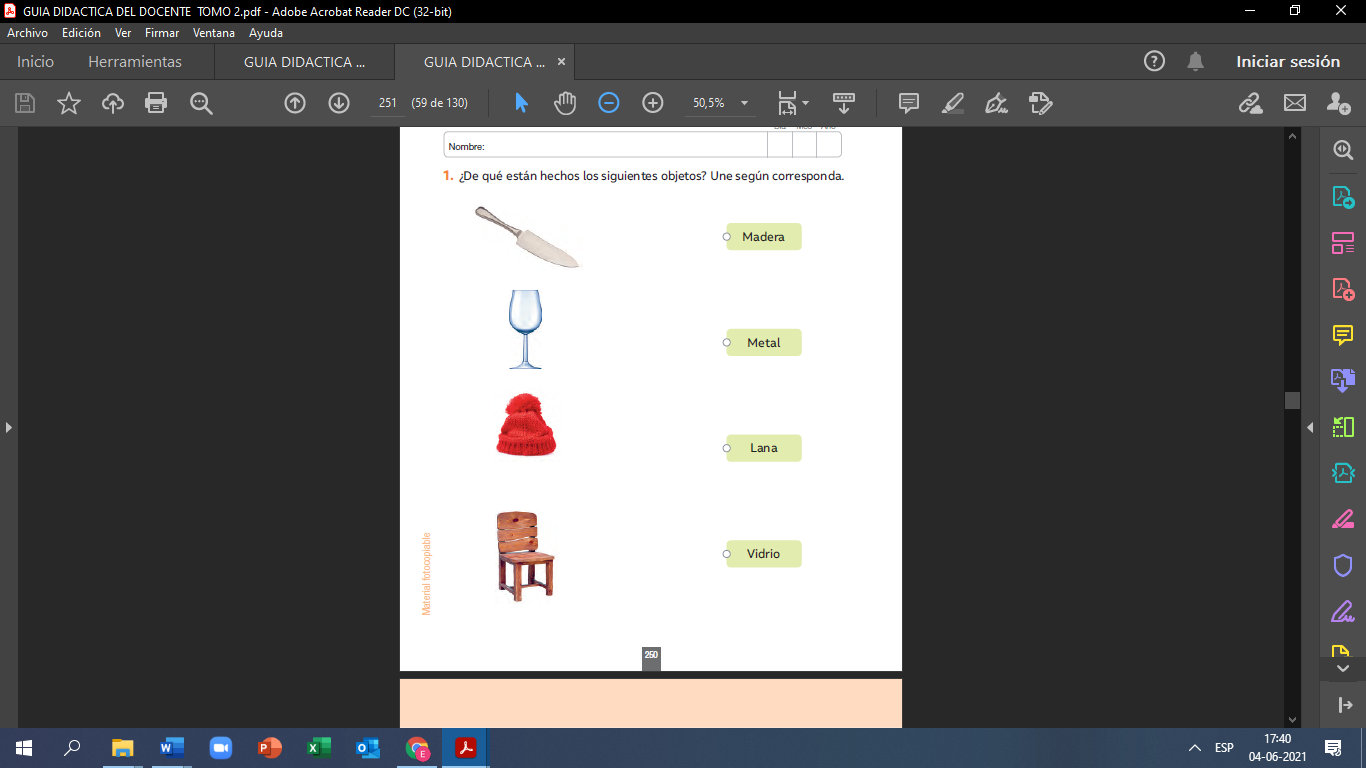 GUIA DIDACTICA DEL DOCENTE  TOMO 2.pdf - Adobe Acrobat Reader DC (32-bit)
Archivo Edición Ver Firmar Ventana Ayuda
Inicio Herramientas GUIA DIDACTICA ... GUIA DIDACTICA ... × Iniciar sesión
251 (59 de 130) 50,5%
Nombre:
1. ¿De qué están hechos los siguientes objetos? Une según corresponda.
Madera
Metal
Lana
Vidrio
Material fotocopiable
250
ESP
17:40
04-06-2021